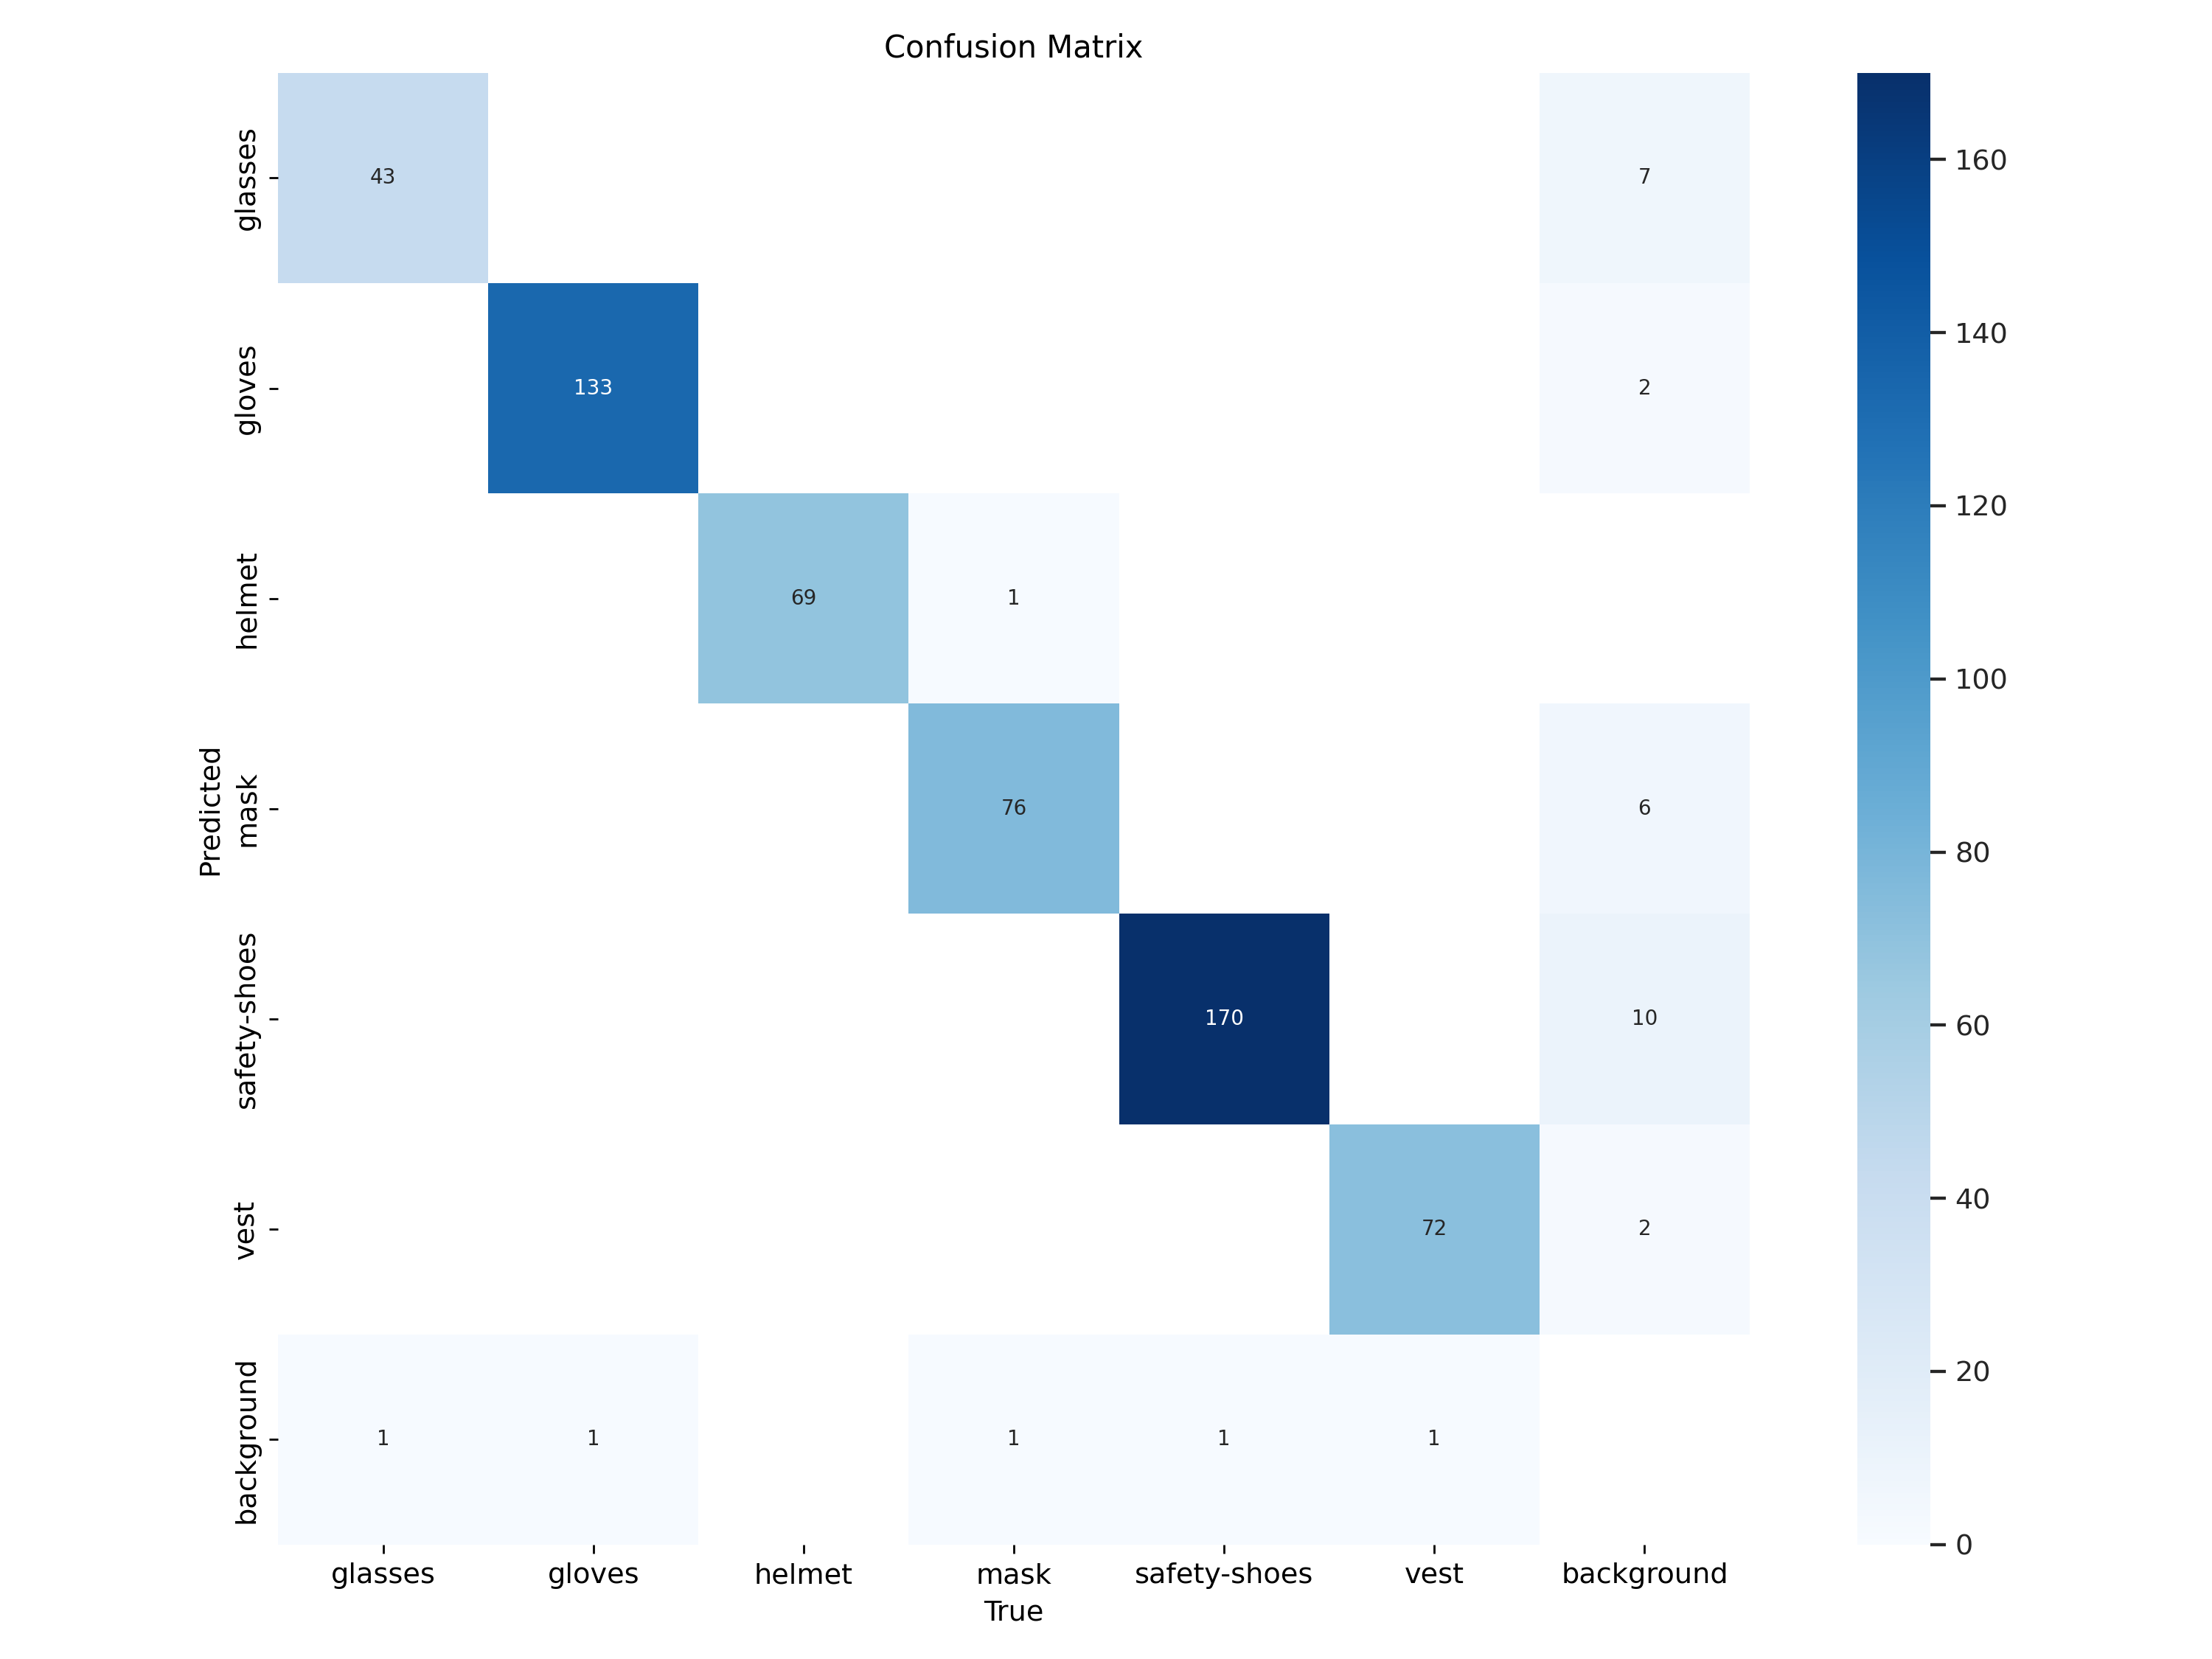 Confusion Matrix
glasses
43
7
160
140
gloves
133
2
120
helmet
69
1
100
Predicted
mask
76
6
80
safety-shoes
170
10
60
40
vest
72
2
20
background
1
1
1
1
1
0
glasses gloves helmet mask safety-shoes vest background
True